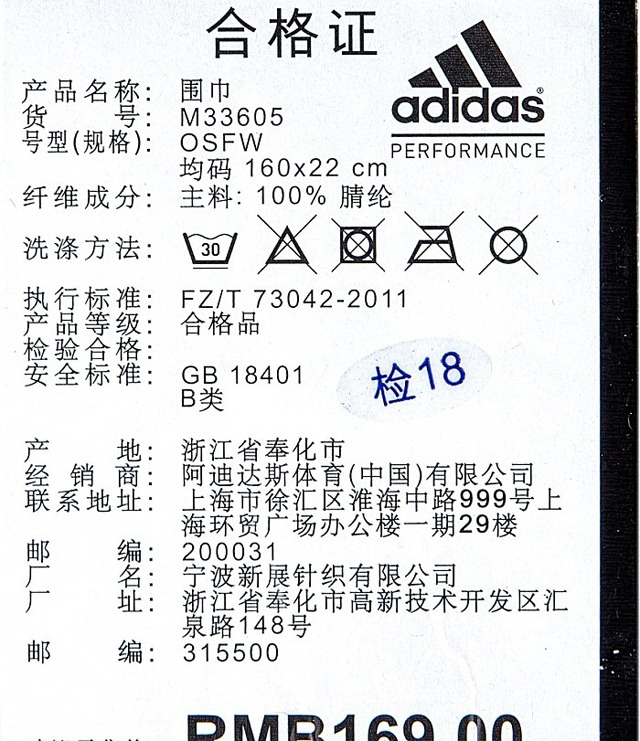 合格证
adidas®
PERFORMANCE
产品名称: 围巾
货 号: M33605
号型(规格): OSFW
均码 160x22 cm
纤维成分: 主料: 100% 腈纶
洗涤方法: 30
执行标准: FZ/T 73042-2011
产品等级: 合格品
检验合格:
安全标准: GB 18401
B类
检18
产 地: 浙江省奉化市
经 销 商: 阿迪达斯体育(中国)有限公司
联系地址: 上海市徐汇区淮海中路999号上
海环贸广场办公楼一期29楼
邮 编: 200031
厂 名: 宁波新展针织有限公司
厂 址: 浙江省奉化市高新技术开发区汇
泉路148号
邮 编: 315500
RMB169.00